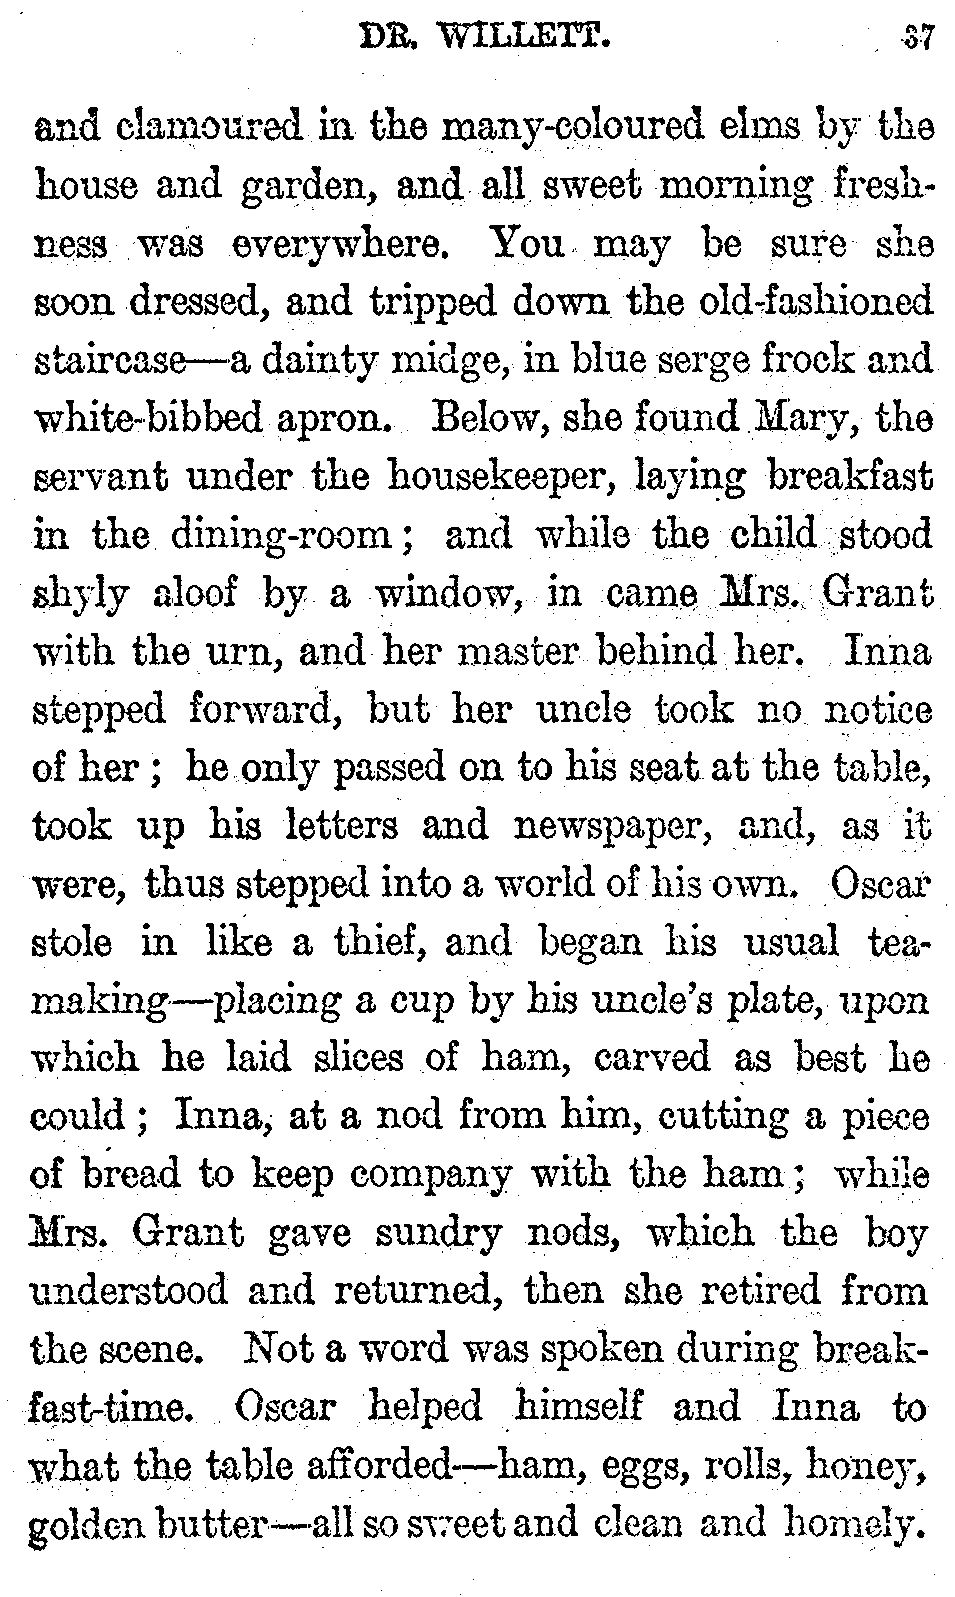 DR. WILLETT. 37
and clamoured in the many-coloured elms by the
house and garden, and all sweet morning fresh-
ness was everywhere. You may be sure she
soon dressed, and tripped down the old-fashioned
staircase—a dainty midge, in blue serge frock and
white-bibbed apron. Below, she found Mary, the
servant under the housekeeper, laying breakfast
in the dining-room; and while the child stood
shyly aloof by a window, in came Mrs. Grant
with the urn, and her master behind her. Inna
stepped forward, but her uncle took no notice
of her; he only passed on to his seat at the table,
took up his letters and newspaper, and, as it
were, thus stepped into a world of his own. Oscar
stole in like a thief, and began his usual tea-
making—placing a cup by his uncle's plate, upon
which he laid slices of ham, carved as best he
could; Inna, at a nod from him, cutting a piece
of bread to keep company with the ham; while
Mrs. Grant gave sundry nods, which the boy
understood and returned, then she retired from
the scene. Not a word was spoken during break-
fast-time. Oscar helped himself and Inna to
what the table afforded—ham, eggs, rolls, honey,
golden butter—all so sweet and clean and homely.